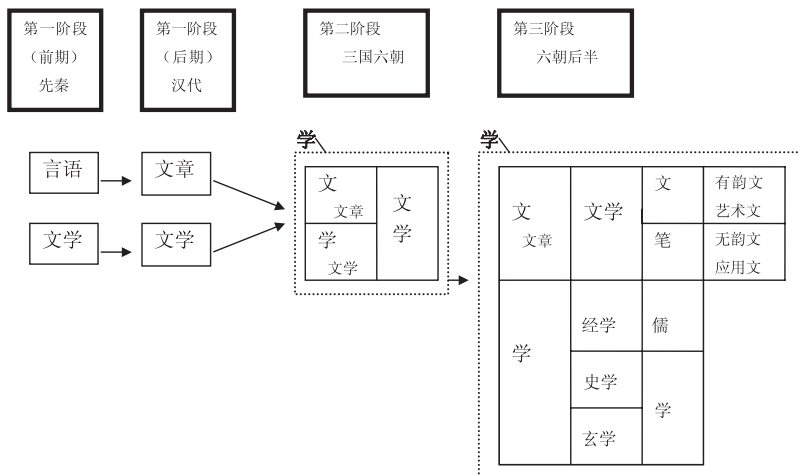 第一阶段
（前期）
先秦
第一阶段
（后期）
汉代
第二阶段
三国六朝
第三阶段
六朝后半
言语
文章
文学
文学
学
文
文章
学
文学
文学
学
文
文章
文学
文
有韵文
艺术文
笔
无韵文
应用文
学
经学
儒
史学
学
玄学